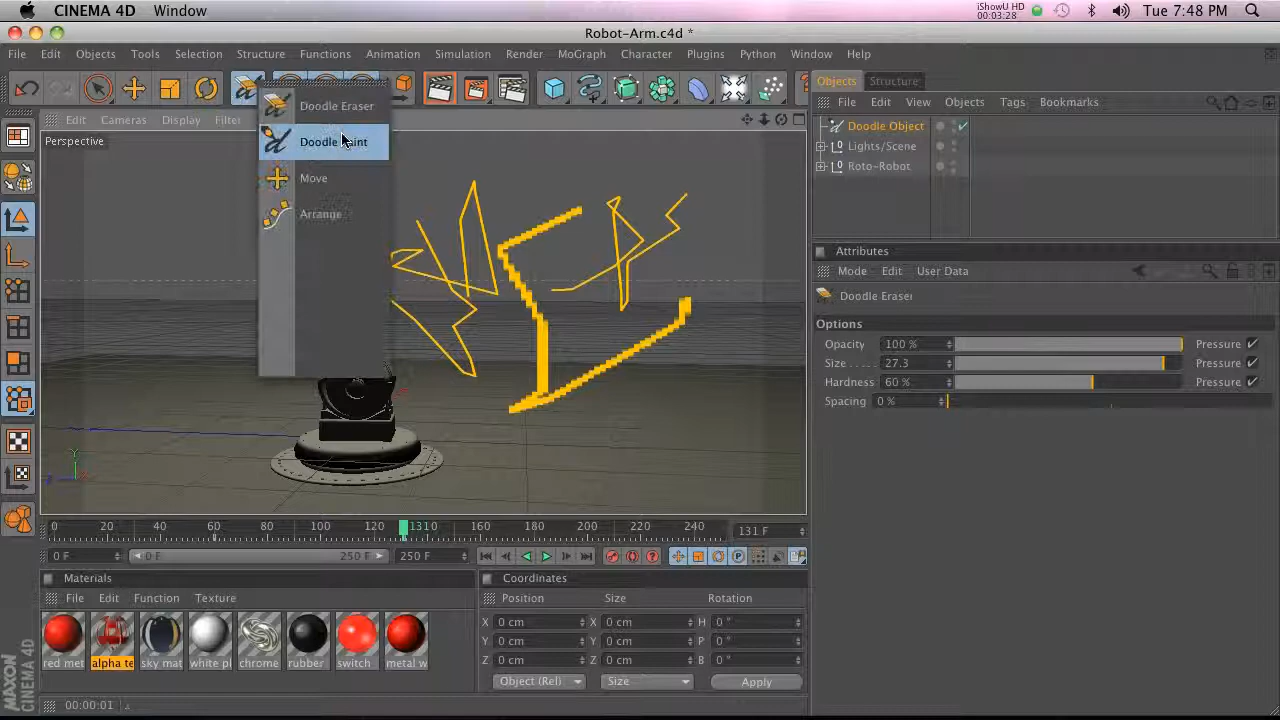 CINEMA 4D Window
iShowU HD
00:03:28
Tue 7:48 PM
Robot-Arm.c4d *
File Edit Objects Tools Selection Structure Functions Animation Simulation Render MoGraph Character Plugins Python Window Help
Edit Cameras Display Filter
Perspective
Doodle Eraser
Doodle Paint
Move
Arrange
Y
Objects Structure
File Edit View Objects Tags Bookmarks
Doodle Object
Lights/Scene
Roto-Robot
Attributes
Mode Edit User Data
Doodle Eraser
Options
Opacity 100 % Pressure
Size 27.3 Pressure
Hardness 60 % Pressure
Spacing 0 %
0 20 40 60 80 100 120 1310 160 180 200 220 240 131 F
0 F 0 F 250 F 250 F
Materials
File Edit Function Texture
red met alpha te sky mat white pl chrome rubber switch metal w
Coordinates
Position Size Rotation
X 0 cm X 0 cm H 0 °
Y 0 cm Y 0 cm P 0 °
Z 0 cm Z 0 cm B 0 °
Object (Rel) Size Apply
MAXON
CINEMA 4D
00:00:01